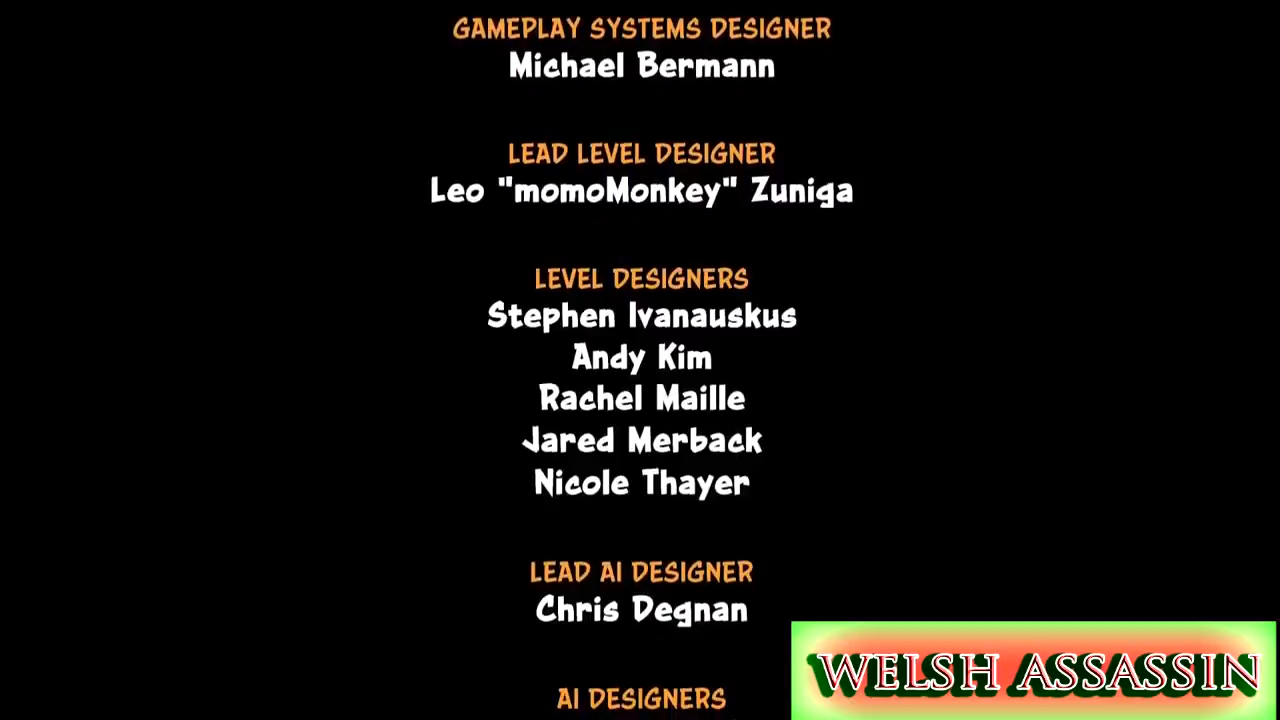 GAMEPLAY SYSTEMS DESIGNER
Michael Bermann
LEAD LEVEL DESIGNER
Leo "momoMonkey" Zuniga
LEVEL DESIGNERS
Stephen Ivanauskus
Andy Kim
Rachel Maille
Jared Merback
Nicole Thayer
LEAD AI DESIGNER
Chris Degnan
AI DESIGNERS
WELSH ASSASSIN